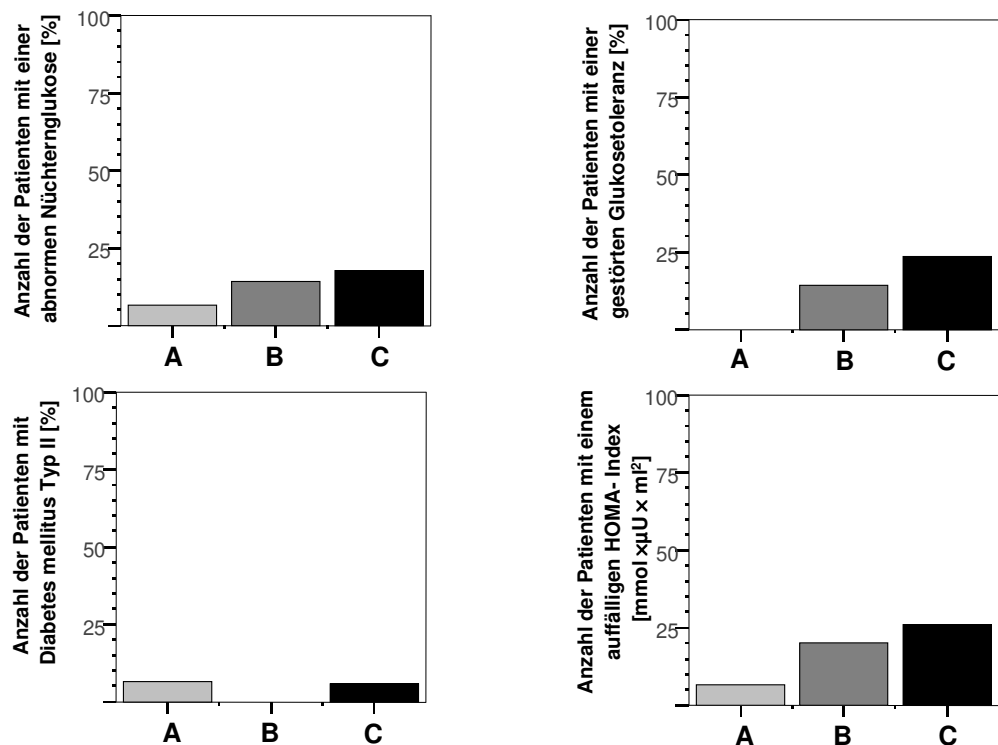 Anzahl der Patienten mit einer
abnormen Nüchternglukose [%]
100
75
50
25
A B C
Anzahl der Patienten mit einer
gestörten Glukosetoleranz [%]
100
75
50
25
A B C
Anzahl der Patienten mit
Diabetes mellitus Typ II [%]
100
75
50
25
A B C
Anzahl der Patienten mit einem
auffälligen HOMA- Index
[mmol ×µU × ml²]
100
75
50
25
A B C